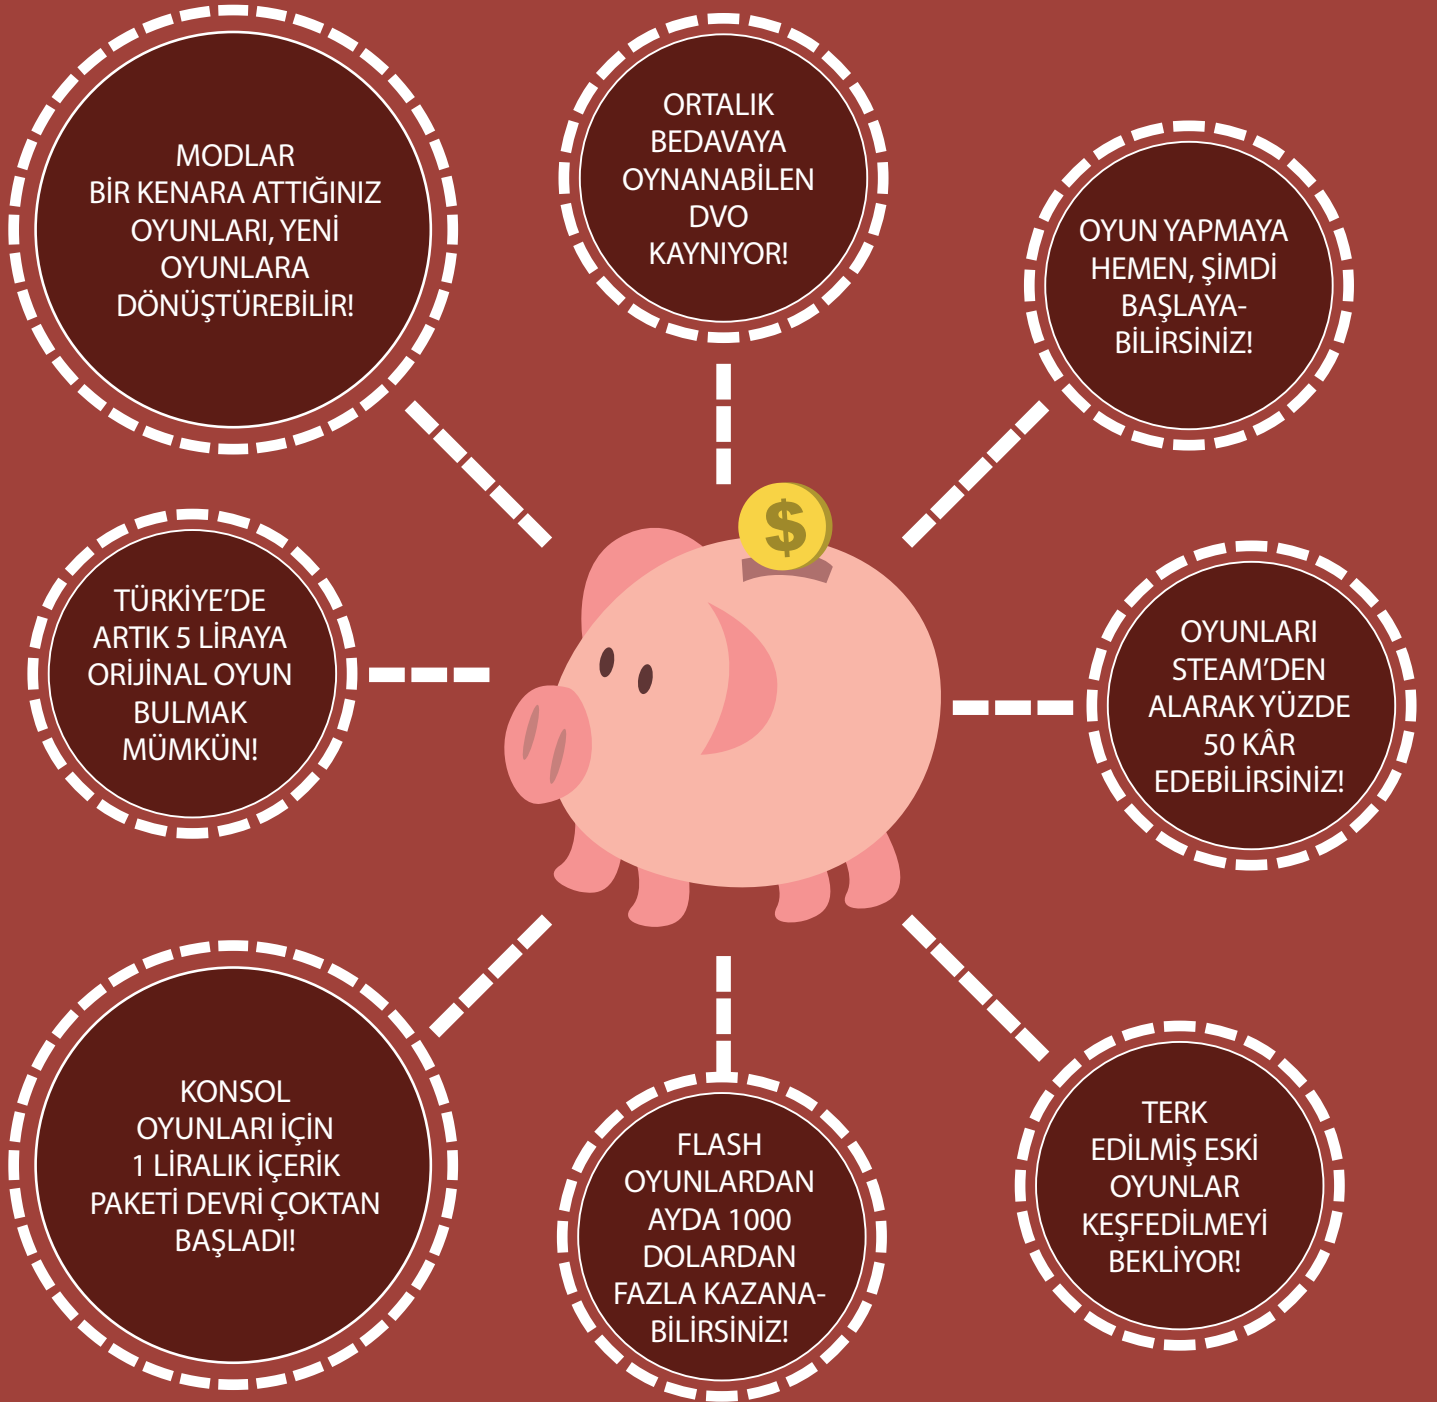 MODLAR
BİR KENARA ATTIĞINIZ
OYUNLARI, YENİ
OYUNLARA
DÖNÜŞTÜREBİLİR!
ORTALIK
BEDAVAYA
OYNANABİLEN
DVO
KAYNIYOR!
OYUN YAPMAYA
HEMEN, ŞİMDİ
BAŞLAYA-
BİLİRSİNİZ!
TÜRKİYE’DE
ARTIK 5 LİRAYA
ORİJİNAL OYUN
BULMAK
MÜMKÜN!
$
OYUNLARI
STEAM’DEN
ALARAK YÜZDE
50 KÂR
EDEBİLİRSİNİZ!
KONSOL
OYUNLARI İÇİN
1 LİRALIK İÇERİK
PAKETİ DEVRİ ÇOKTAN
BAŞLADI!
FLASH
OYUNLARDAN
AYDA 1000
DOLARDAN
FAZLA KAZANA-
BİLİRSİNİZ!
TERK
EDİLMİŞ ESKİ
OYUNLAR
KEŞFEDİLMEYİ
BEKLİYOR!